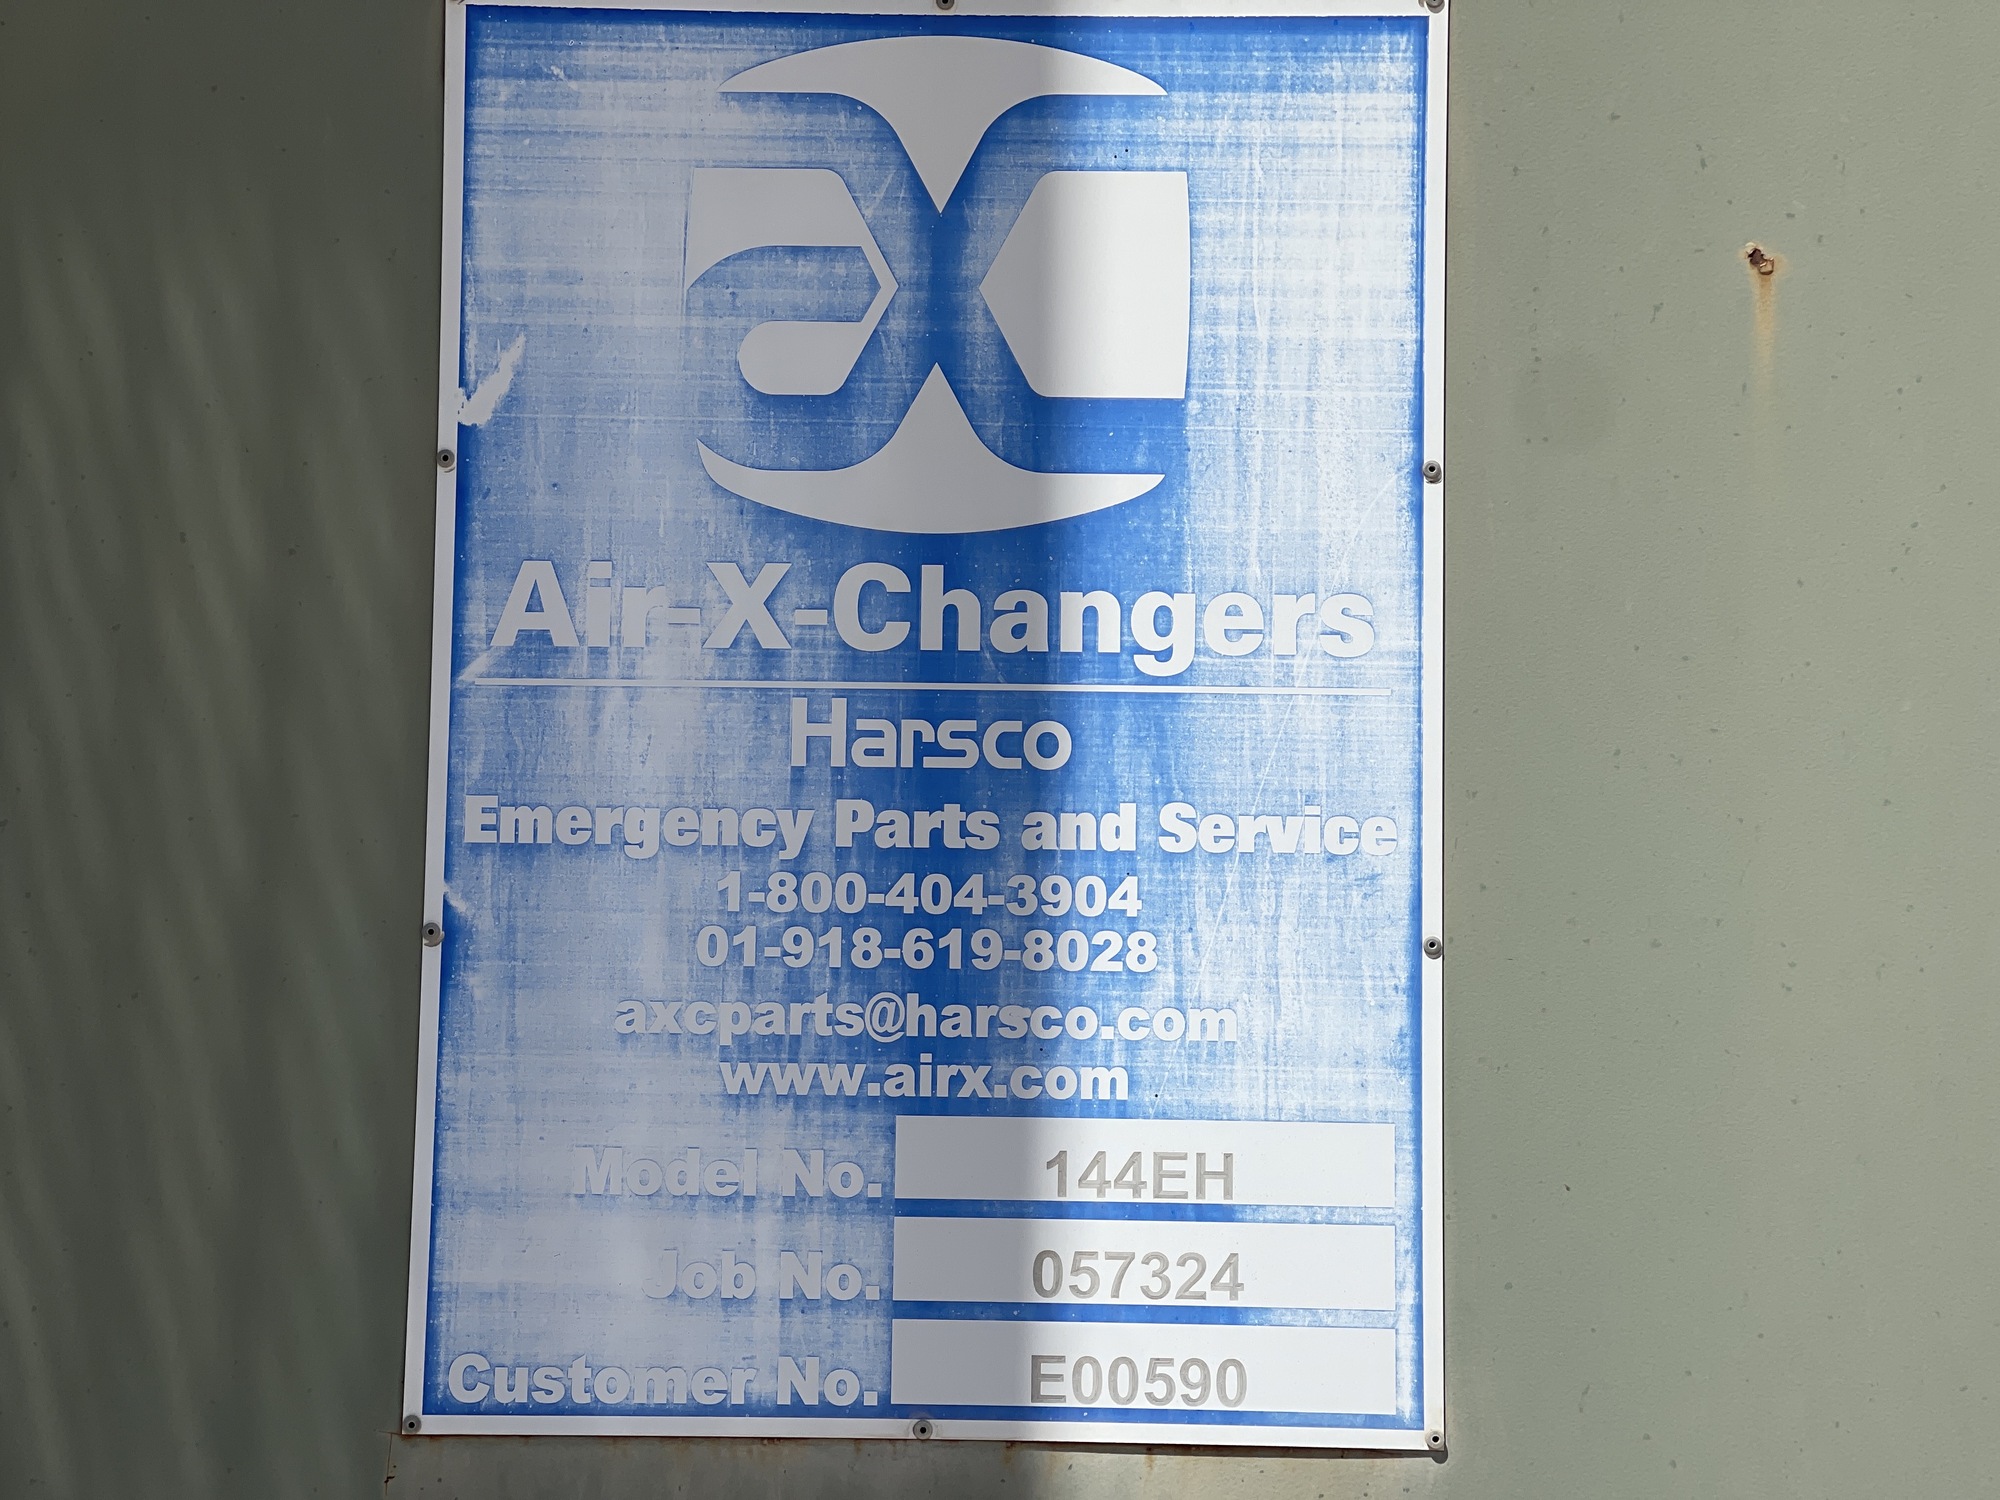 ax
Air-X-Changers
Harsco
Emergency Parts and Service
1-800-404-3904
01-918-619-8028
axcparts@harsco.com
www.airx.com
Model No. 144EH
Job No. 057324
Customer No. E00590